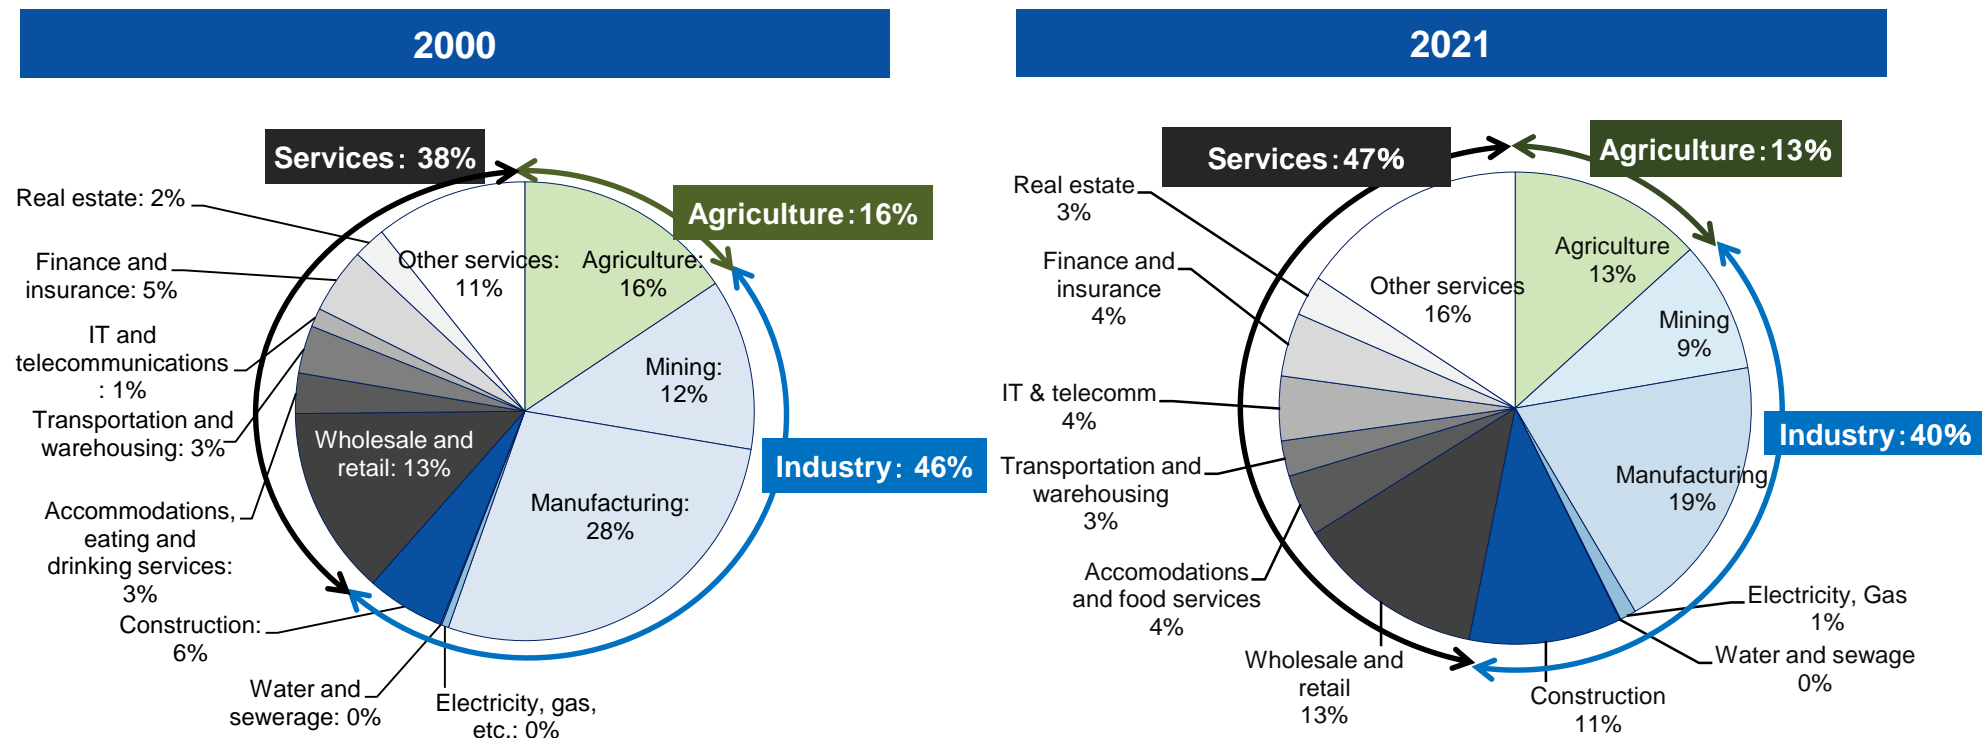 2000
Services: 38%
Agriculture:16%
Industry: 46%
Real estate: 2%
Finance and
insurance: 5%
IT and
telecommunications
: 1%
Transportation and
warehousing: 3%
Accommodations,
eating and
drinking services:
3%
Construction:
6%
Water and
sewerage: 0%
Electricity, gas,
etc.: 0%
Other services:
11%
Agriculture:
16%
Mining:
12%
Manufacturing:
28%
Wholesale and
retail: 13%
2021
Services:47%
Agriculture:13%
Industry:40%
Real estate
3%
Finance and
insurance
4%
IT & telecomm
4%
Transportation and
warehousing
3%
Accomodations
and food services
4%
Wholesale and
retail
13%
Construction
11%
Water and sewage
0%
Electricity, Gas
1%
Other services
16%
Agriculture
13%
Mining
9%
Manufacturing
19%